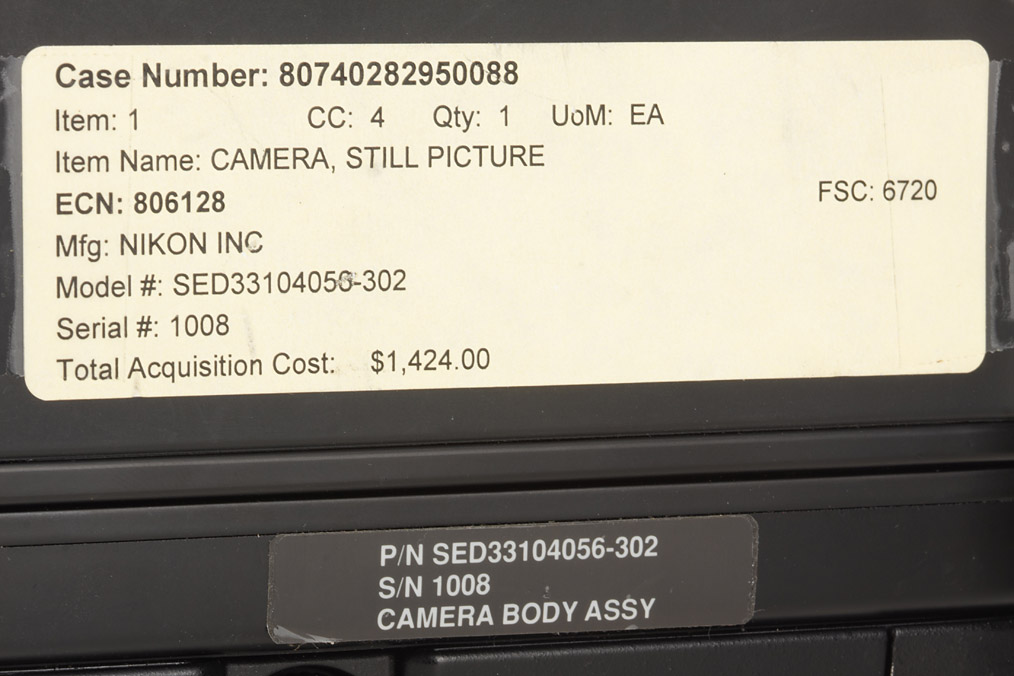 Case Number: 80740282950088
Item: 1 CC: 4 Qty: 1 UoM: EA
Item Name: CAMERA, STILL PICTURE
ECN: 806128 FSC: 6720
Mfg: NIKON INC
Model #: SED33104056-302
Serial #: 1008
Total Acquisition Cost: $1,424.00
P/N SED33104056-302
S/N 1008
CAMERA BODY ASSY